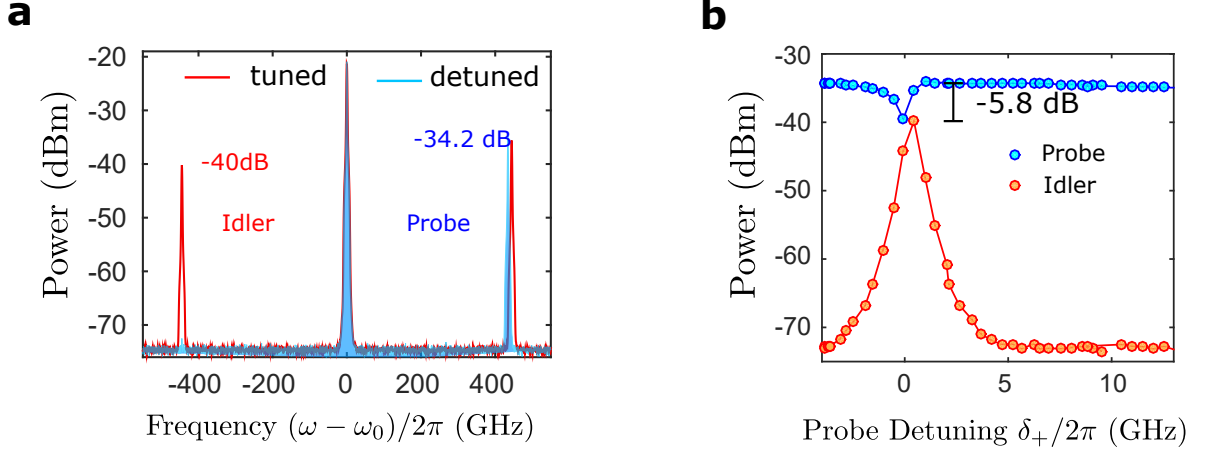 a
tuned
detuned
-34.2 dB
-40dB
Idler
Probe
-20
-30
-40
-50
-60
-70
Power (dBm)
-400
-200
0
200
400
Frequency (ω − ω₀)/2π (GHz)
b
-5.8 dB
Probe
Idler
-30
-40
-50
-60
-70
Power (dBm)
0
5
10
Probe Detuning δ₊/2π (GHz)